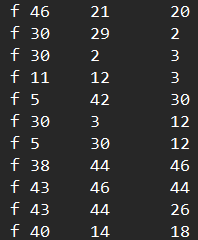 f 46 21 20
f 30 29 2
f 30 2 3
f 11 12 3
f 5 42 30
f 30 3 12
f 5 30 12
f 38 44 46
f 43 46 44
f 43 44 26
f 40 14 18